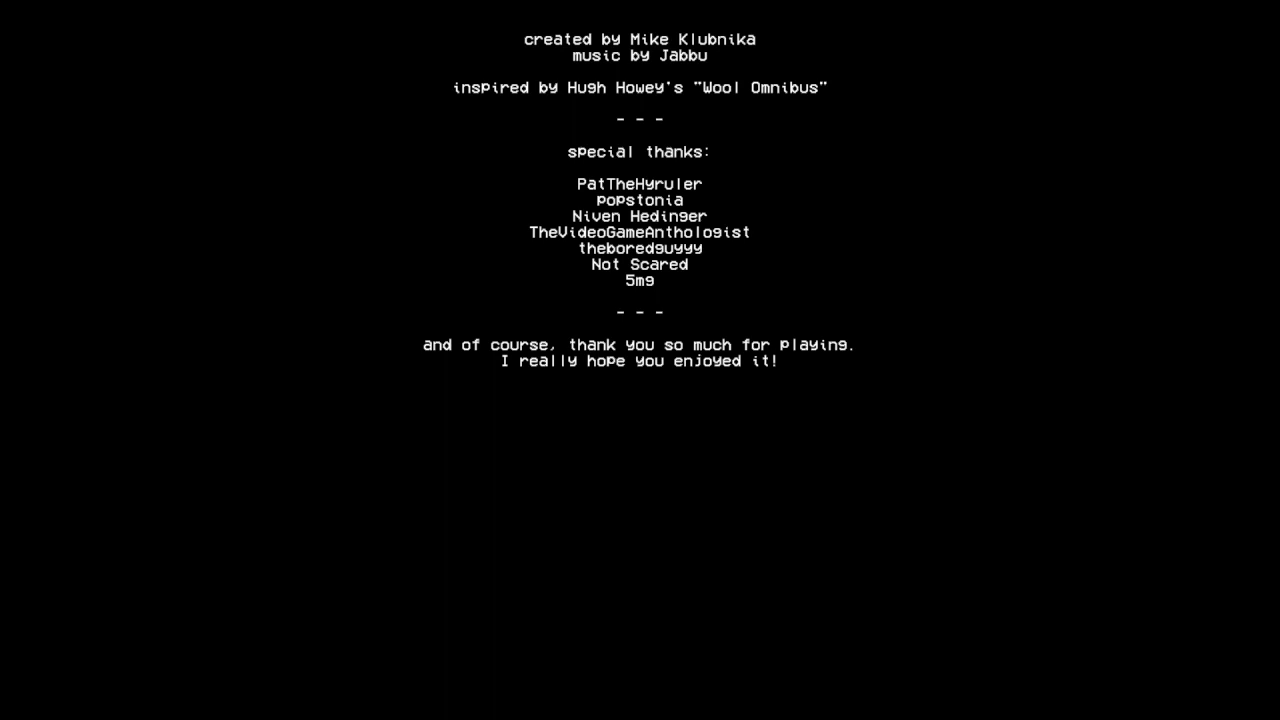 created by Mike Klubnika
music by Jabbu
inspired by Hugh Howey's "Wool Omnibus"
- - -
special thanks:
PatTheHyruler
popstonia
Niven Hedinger
TheVideoGameAnthologist
theboredguyyy
Not Scared
5mg
- - -
and of course, thank you so much for playing.
I really hope you enjoyed it!